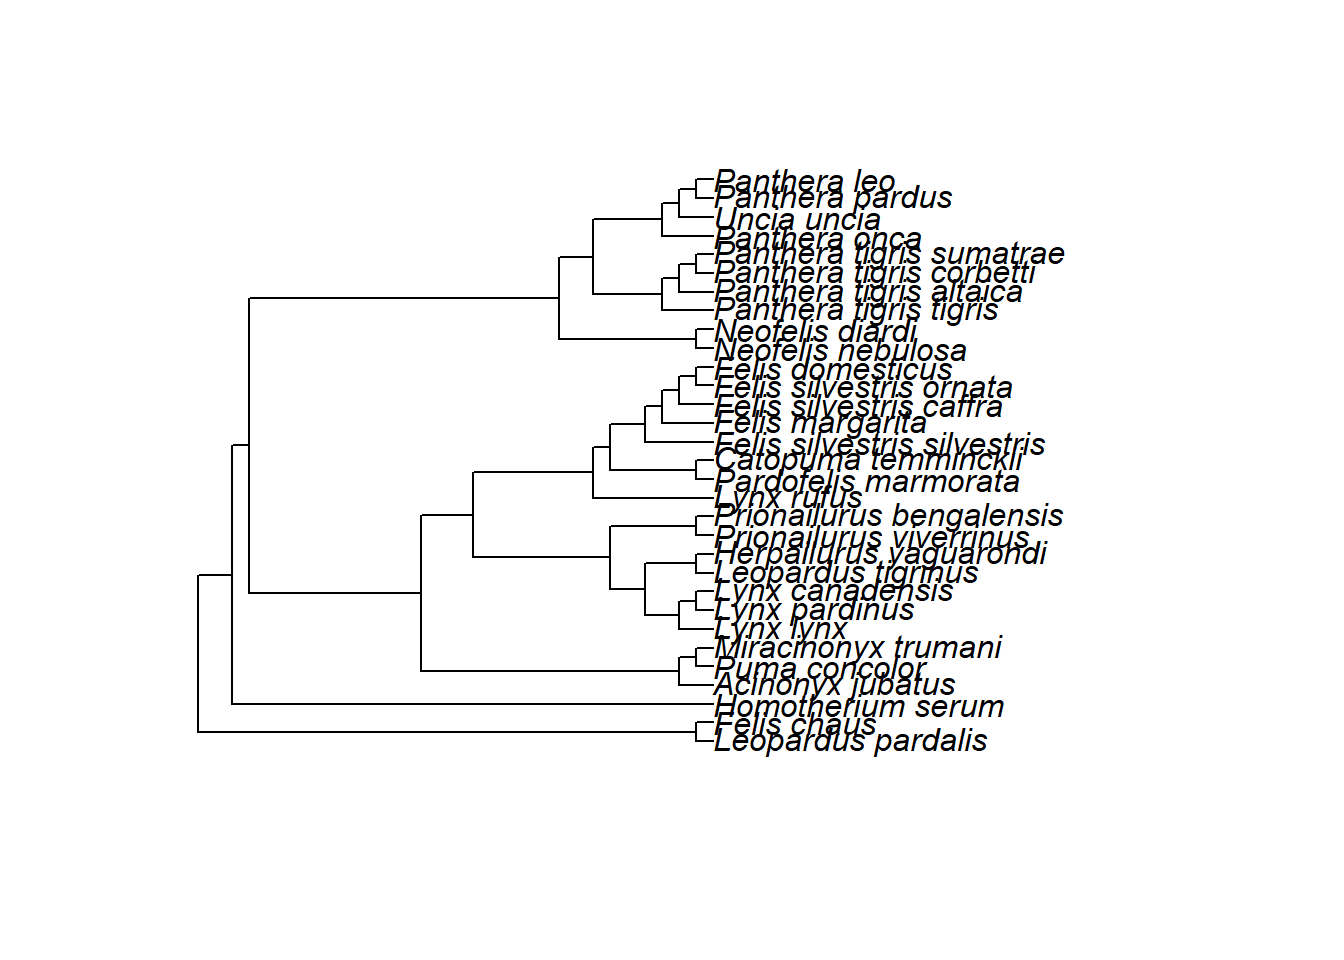 Panthera leo
Panthera pardus
Uncia uncia
Panthera onca
Panthera tigris sumatrae
Panthera tigris corbetti
Panthera tigris altaica
Panthera tigris tigris
Neofelis diardi
Neofelis nebulosa
Felis domesticus
Felis silvestris ornata
Felis silvestris caffra
Felis margarita
Felis silvestris silvestris
Catopuma temminckli
Pardofelis marmorata
Lynx rufus
Prionailurus bengalensis
Prionailurus viverrinus
Herpailurus yaguarondi
Leopardus tigrinus
Lynx canadensis
Lynx pardinus
Lynx lynx
Miracinonyx trumani
Puma concolor
Acinonyx jubatus
Homotherium serum
Felis chaus
Leopardus pardalis